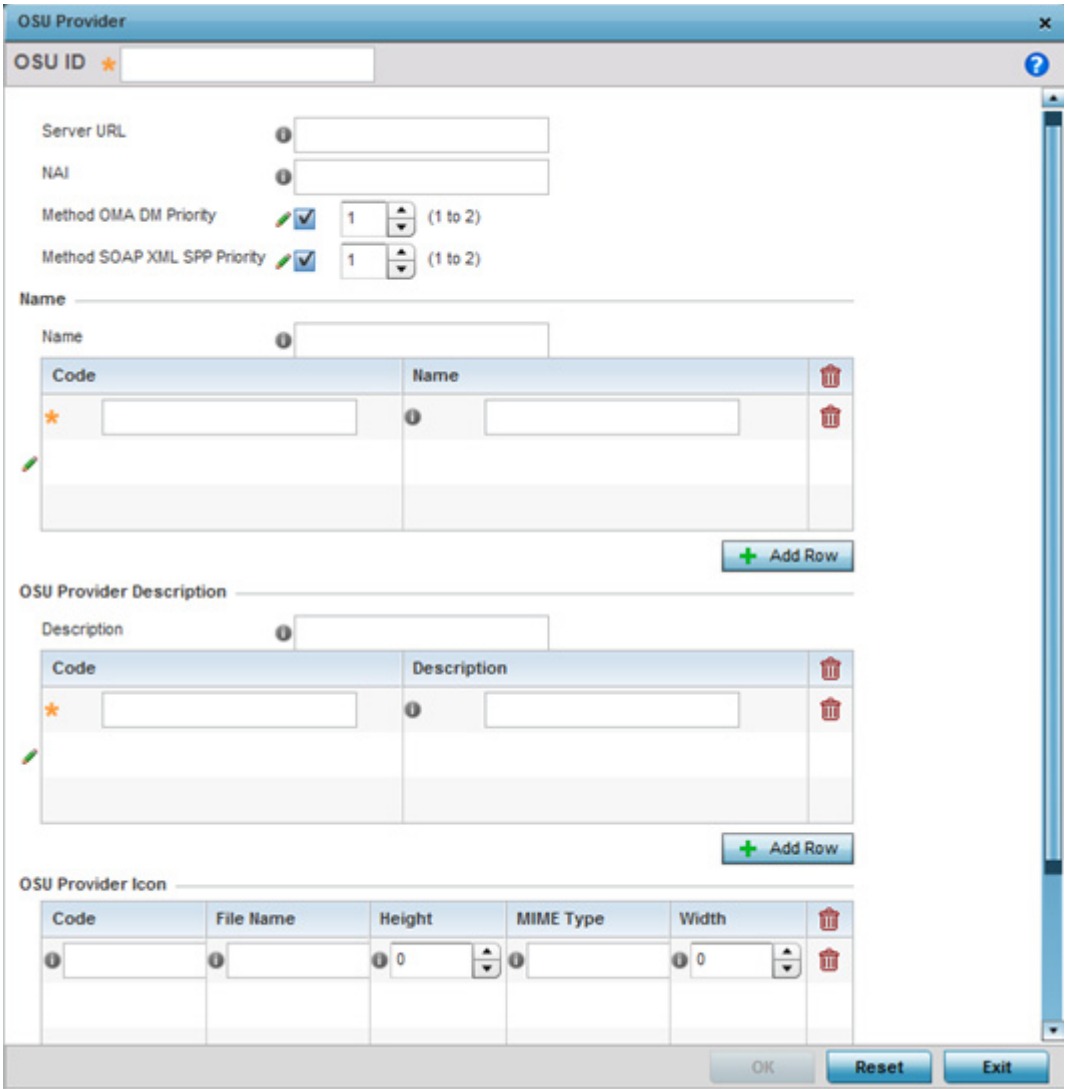 OSU Provider
OSU ID *
Server URL
NAI
Method OMA DM Priority 1 (1 to 2)
Method SOAP XML SPP Priority 1 (1 to 2)
Name
Name
Code Name
*
Add Row
OSU Provider Description
Description
Code Description
*
Add Row
OSU Provider Icon
Code File Name Height MIME Type Width
0 0
OK Reset Exit